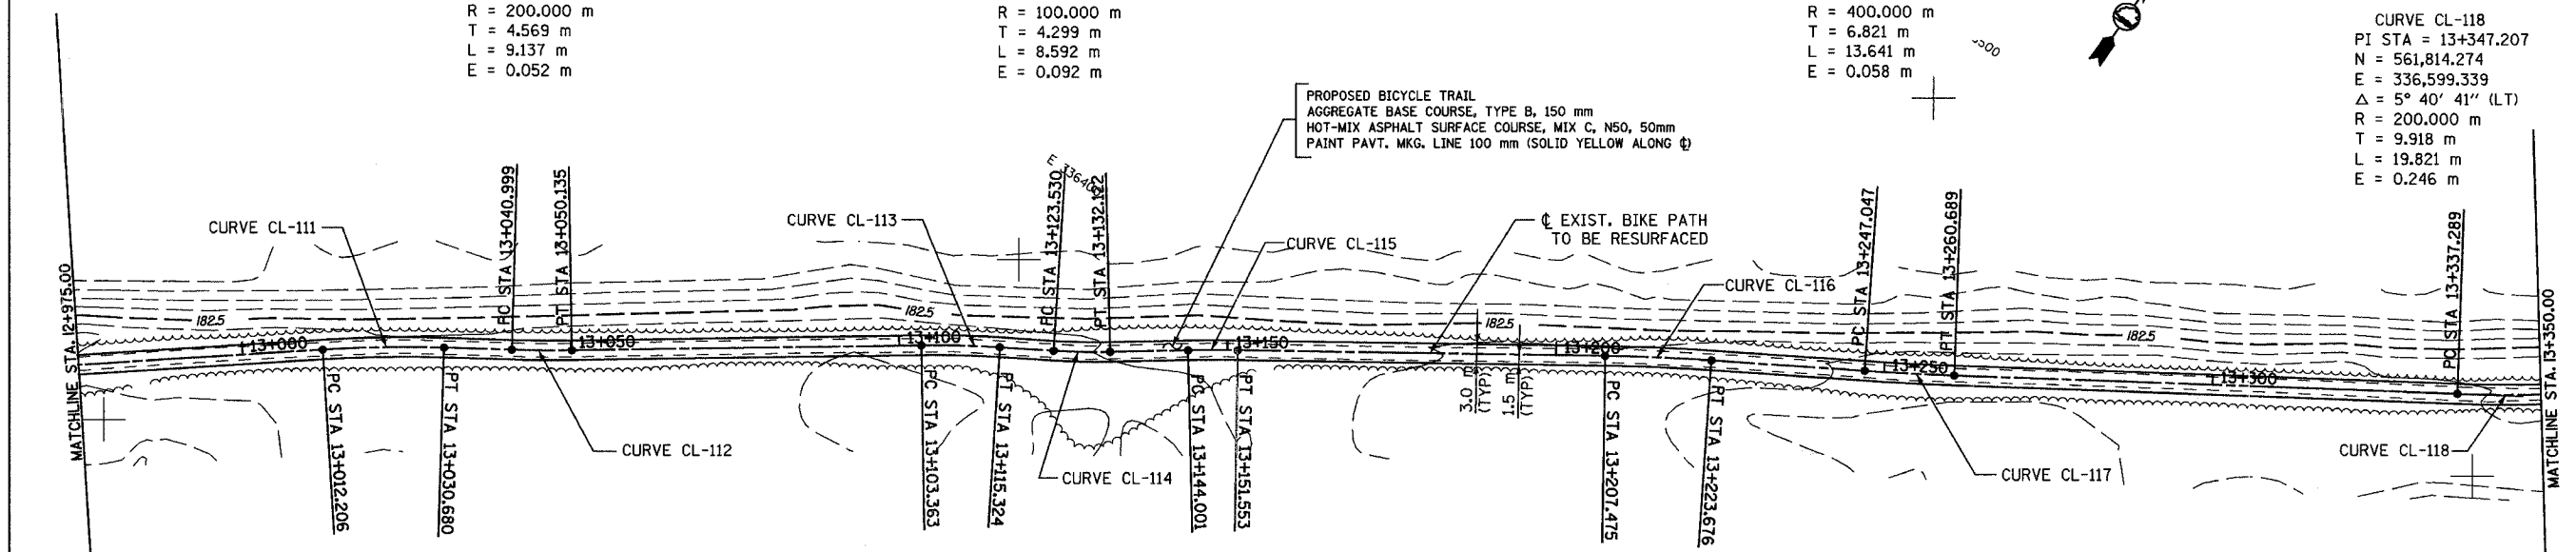 R = 200.000 m
T = 4.569 m
L = 9.137 m
E = 0.052 m
R = 100.000 m
T = 4.299 m
L = 8.592 m
E = 0.092 m
R = 400.000 m
T = 6.821 m
L = 13.641 m
E = 0.058 m
CURVE CL-118
PI STA = 13+347.207
N = 561,814.274
E = 336,599.339
Δ = 5° 40' 41" (LT)
R = 200.000 m
T = 9.918 m
L = 19.821 m
E = 0.246 m
PROPOSED BICYCLE TRAIL
AGGREGATE BASE COURSE, TYPE B, 150 mm
HOT-MIX ASPHALT SURFACE COURSE, MIX C, N50, 50mm
PAINT PAVT. MKG. LINE 100 mm (SOLID YELLOW ALONG ℄)
MATCHLINE STA. 12+975.00
CURVE CL-111
PC STA 13+040.999
PT STA 13+050.135
CURVE CL-113
PC STA 13+123.530
PT STA 13+132.122
CURVE CL-115
℄ EXIST. BIKE PATH
TO BE RESURFACED
CURVE CL-116
PC STA 13+247.047
PT STA 13+260.689
PC STA 13+337.289
MATCHLINE STA. 13+350.00
182.5
182.5
182.5
182.5
13+000
13+050
13+100
13+150
13+200
13+250
13+300
PC STA 13+012.206
PT STA 13+030.680
CURVE CL-112
PC STA 13+103.363
PT STA 13+115.324
CURVE CL-114
PC STA 13+144.001
PT STA 13+151.553
3.0 m
(TYP)
1.5 m
(TYP)
PC STA 13+207.475
PT STA 13+223.676
CURVE CL-117
CURVE CL-118